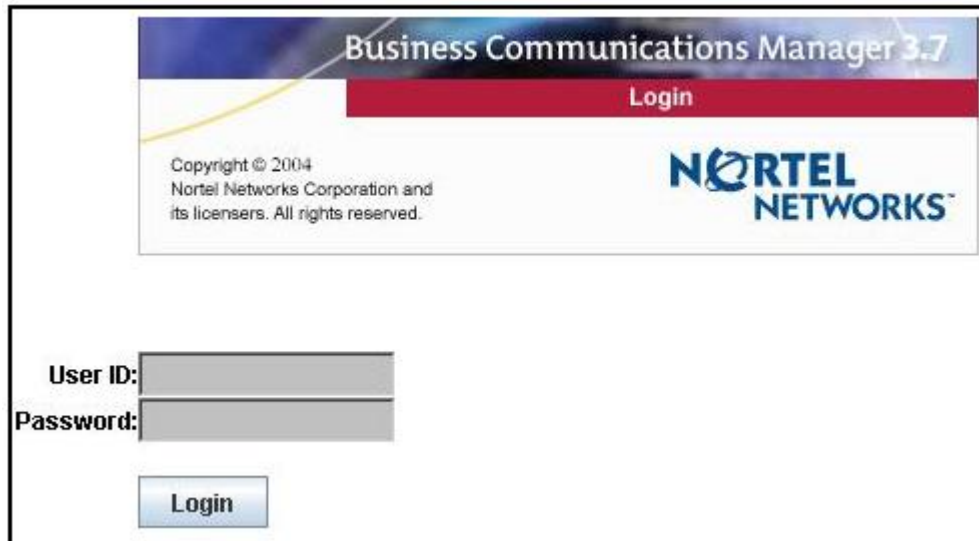 Business Communications Manager 3.7
Login
Copyright © 2004
Nortel Networks Corporation and
its licensers. All rights reserved.
NORTEL
NETWORKS™
User ID:
Password:
Login